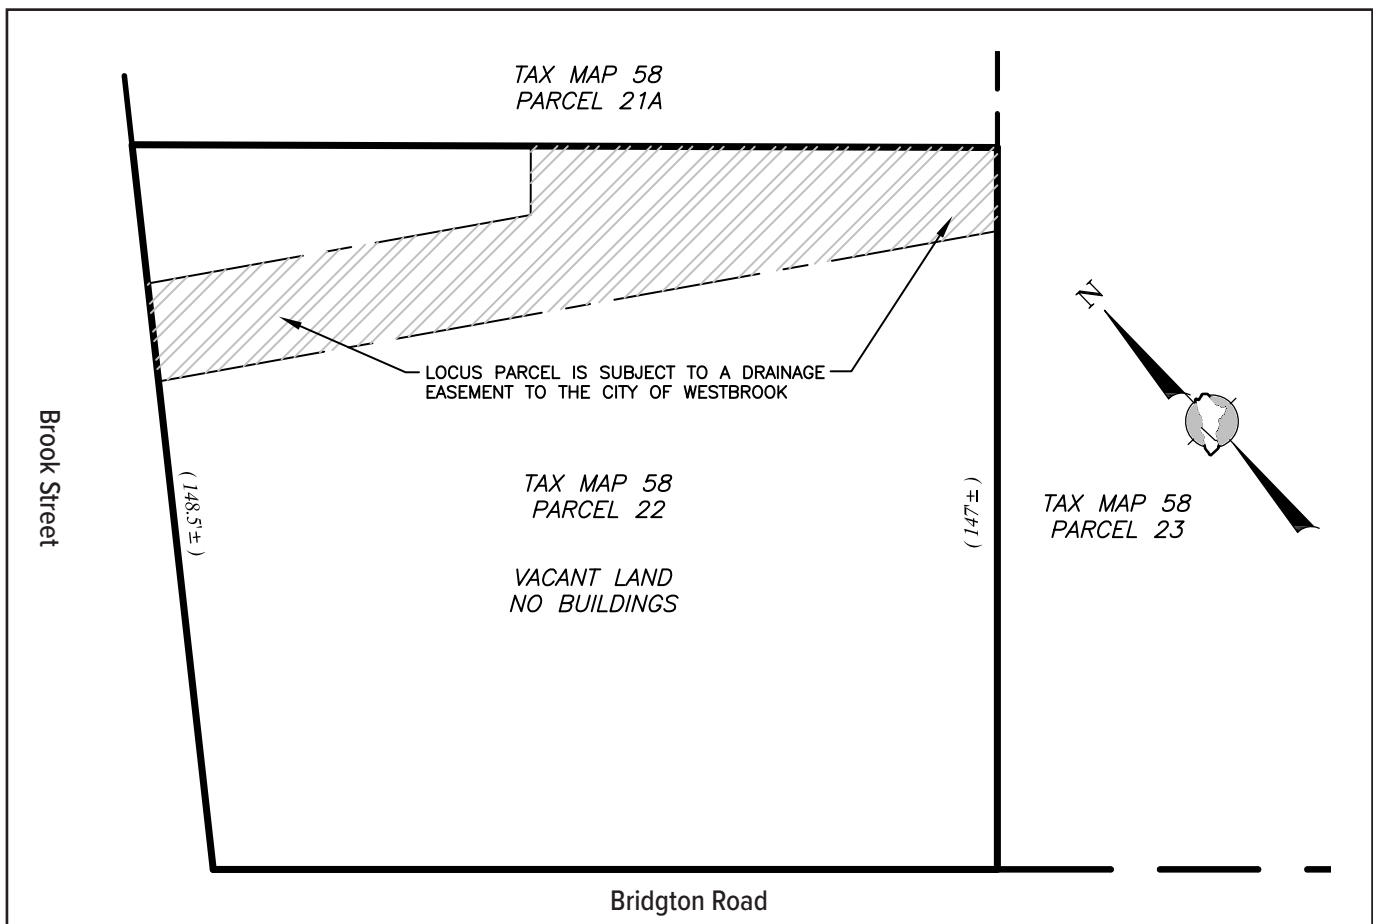 TAX MAP 58
PARCEL 21A
N
LOCUS PARCEL IS SUBJECT TO A DRAINAGE
EASEMENT TO THE CITY OF WESTBROOK
Brook Street
( 148.5'± )
TAX MAP 58
PARCEL 22
( 147'± )
TAX MAP 58
PARCEL 23
VACANT LAND
NO BUILDINGS
Bridgton Road